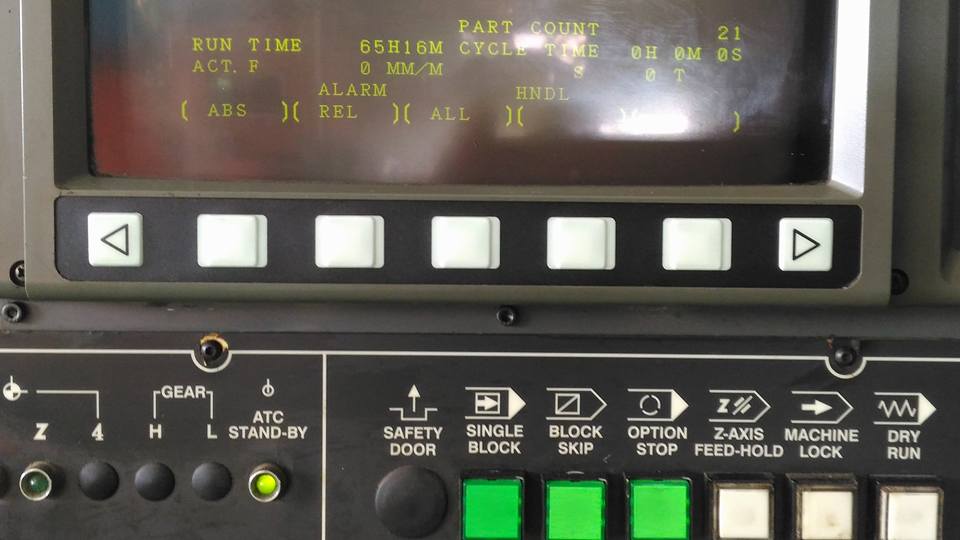 PART COUNT 21
RUN TIME 65H16M CYCLE TIME 0H 0M 0S
ACT. F 0 MM/M S 0 T
ALARM HNDL
( ABS )( REL )( ALL )( )( )
GEAR
Z 4 H L ATC
STAND-BY
SAFETY
DOOR
SINGLE
BLOCK
BLOCK
SKIP
OPTION
STOP
Z-AXIS
FEED-HOLD
MACHINE
LOCK
DRY
RUN
Z%